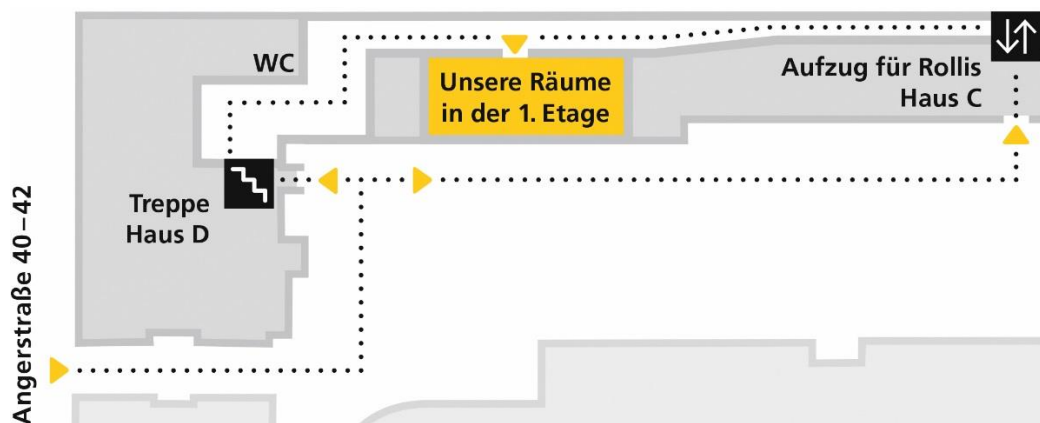 WC
Unsere Räume
in der 1. Etage
Aufzug für Rollis
Haus C
Treppe
Haus D
Angerstraße 40–42